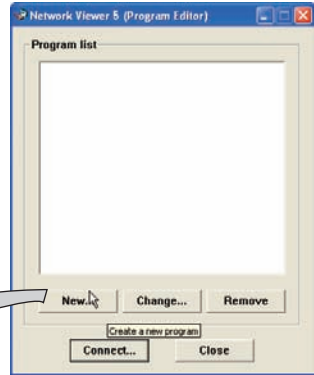 Network Viewer 5 (Program Editor)
Program list
New... Change... Remove
Create a new program
Connect... Close